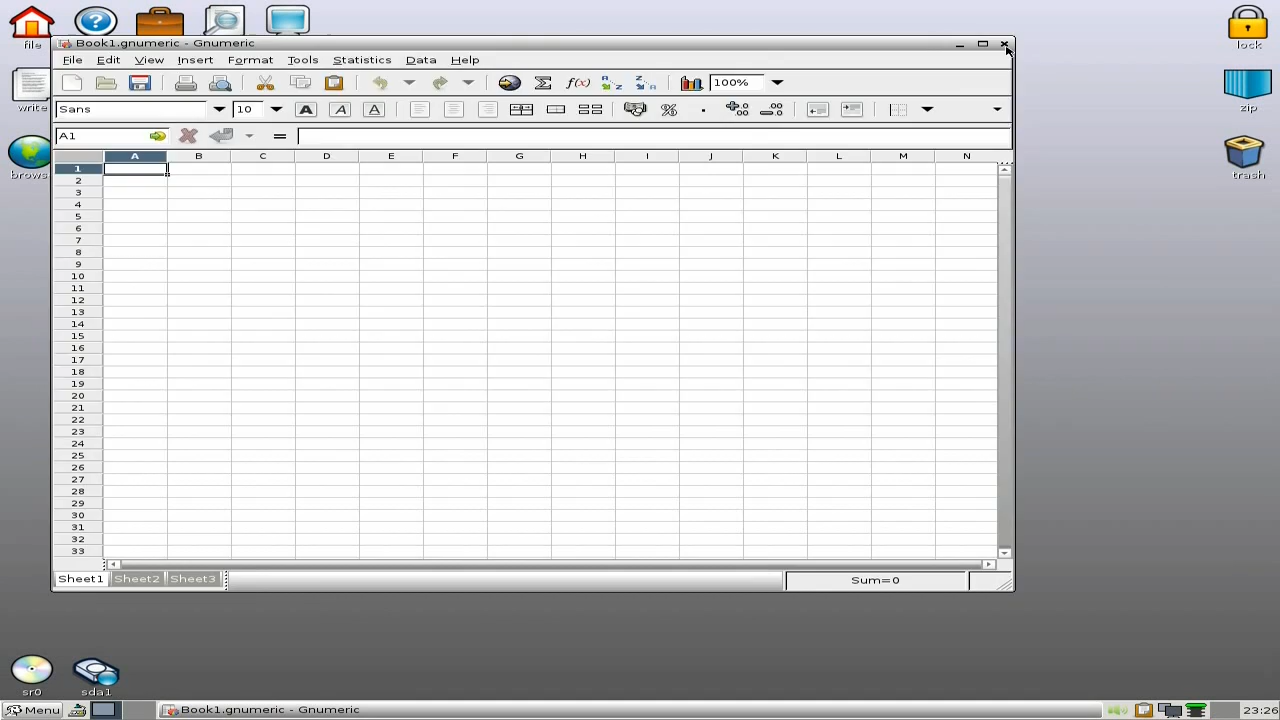 file
write
brows
lock
zip
trash
Book1.gnumeric - Gnumeric
File Edit View Insert Format Tools Statistics Data Help
100%
Sans 10
A1
A B C D E F G H I J K L M N
1
2
3
4
5
6
7
8
9
10
11
12
13
14
15
16
17
18
19
20
21
22
23
24
25
26
27
28
29
30
31
32
33
Sheet1 Sheet2 Sheet3
Sum=0
sr0 sda1
Menu Book1.gnumeric - Gnumeric 23:26